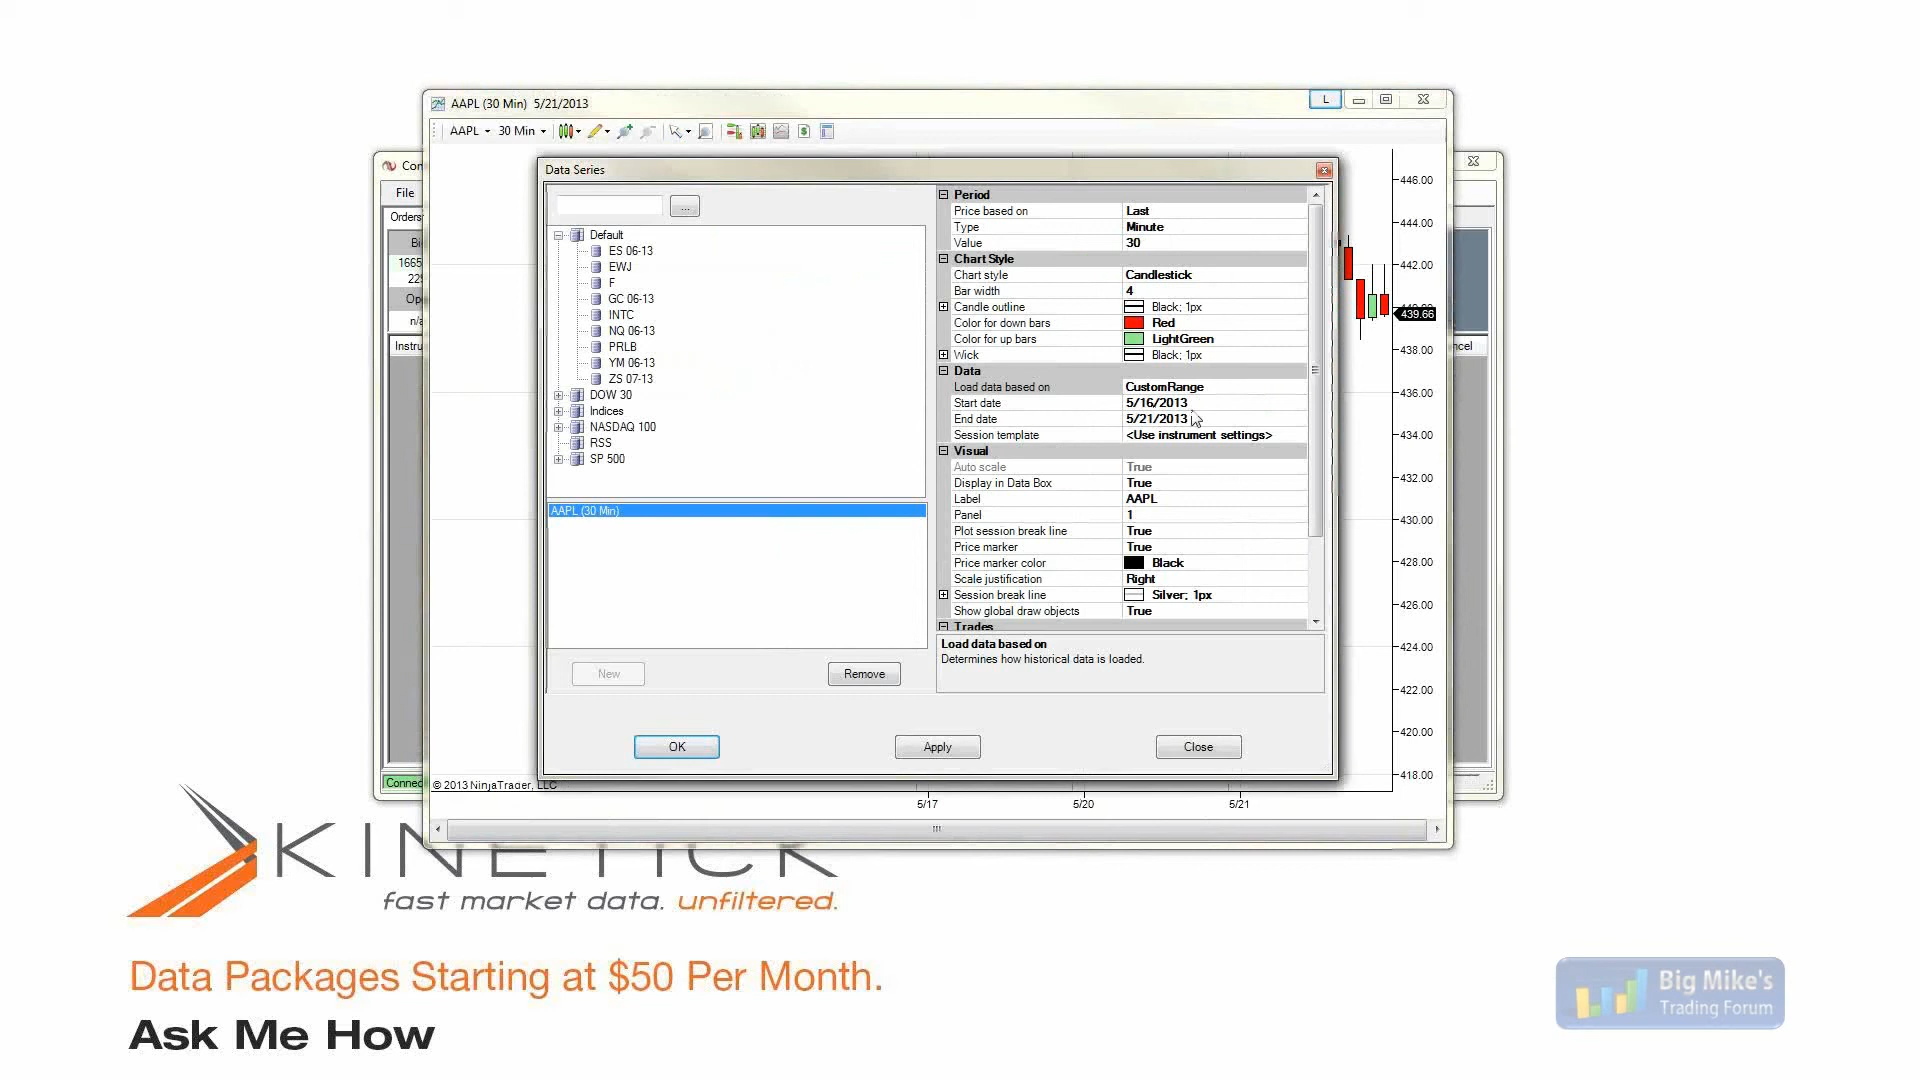 AAPL (30 Min) 5/21/2013
L
AAPL 30 Min
Con
File
Orders
Bi
1665
22
Op
n/a
Instru
Connec
ncel
Data Series
...
Default
ES 06-13
EWJ
F
GC 06-13
INTC
NQ 06-13
PRLB
YM 06-13
ZS 07-13
DOW 30
Indices
NASDAQ 100
RSS
SP 500
AAPL (30 Min)
New
Remove
Period
Price based on Last
Type Minute
Value 30
Chart Style
Chart style Candlestick
Bar width 4
Candle outline Black; 1px
Color for down bars Red
Color for up bars LightGreen
Wick Black; 1px
Data
Load data based on CustomRange
Start date 5/16/2013
End date 5/21/2013
Session template <Use instrument settings>
Visual
Auto scale True
Display in Data Box True
Label AAPL
Panel 1
Plot session break line True
Price marker True
Price marker color Black
Scale justification Right
Session break line Silver; 1px
Show global draw objects True
Trades
Load data based on
Determines how historical data is loaded.
OK
Apply
Close
446.00
444.00
442.00
439.66
438.00
436.00
434.00
432.00
430.00
428.00
426.00
424.00
422.00
420.00
418.00
© 2013 NinjaTrader, LLC
5/17
5/20
5/21
KINETICK
fast market data. unfiltered.
Data Packages Starting at $50 Per Month.
Ask Me How
Big Mike's
Trading Forum